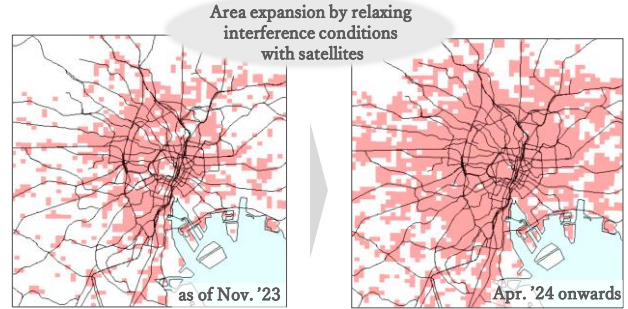 Area expansion by relaxing
interference conditions
with satellites
as of Nov. '23
Apr. '24 onwards